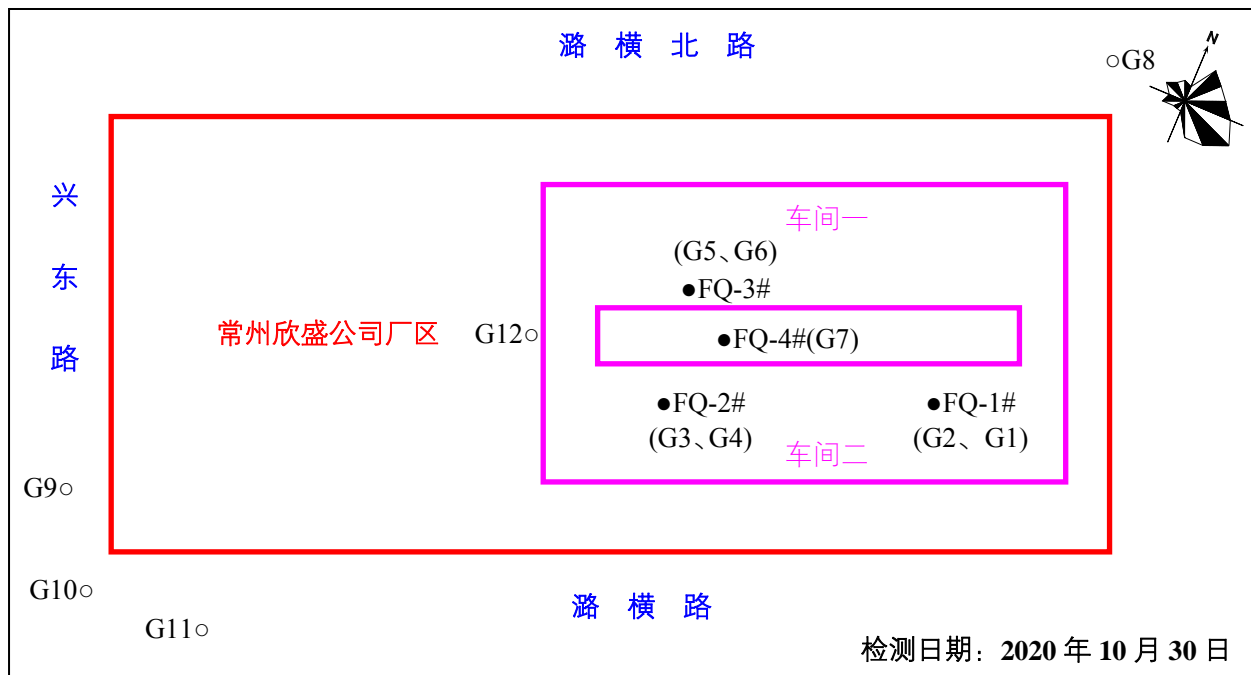 潞 横 北 路
N
○G8
兴
东
路
车间一
(G5、G6)
●FQ-3#
常州欣盛公司厂区
G12○
●FQ-4#(G7)
●FQ-2#
(G3、G4)
●FQ-1#
(G2、G1)
车间二
G9○
G10○
G11○
潞 横 路
检测日期：2020 年 10 月 30 日